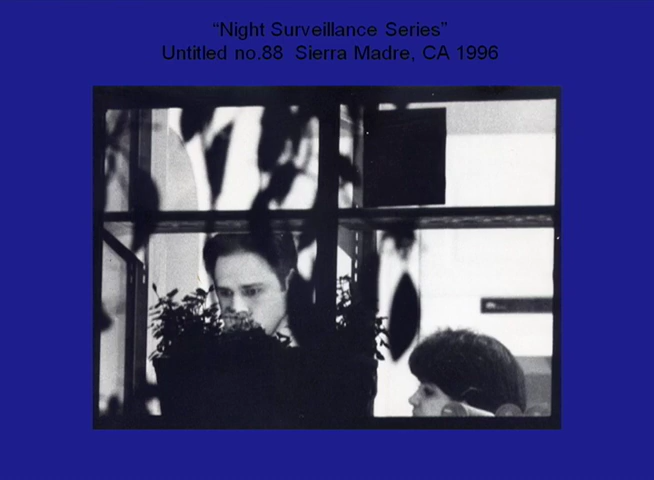 “Night Surveillance Series”
Untitled no.88 Sierra Madre, CA 1996